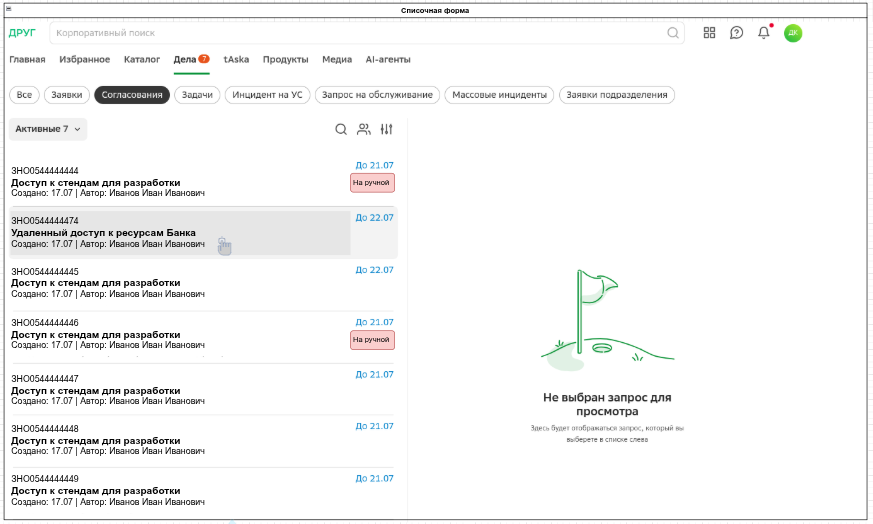 Списочная форма
ДРУГ
Корпоративный поиск
ДК
Главная Избранное Каталог Дела 7 tAska Продукты Медиа AI-агенты
Все Заявки Согласования Задачи Инцидент на УС Запрос на обслуживание Массовые инциденты Заявки подразделения
Активные 7
До 21.07
ЗНО0544444444
Доступ к стендам для разработки
На ручной
Создано: 17.07 | Автор: Иванов Иван Иванович
До 22.07
ЗНО0544444474
Удаленный доступ к ресурсам Банка
Создано: 17.07 | Автор: Иванов Иван Иванович
До 22.07
ЗНО0544444445
Доступ к стендам для разработки
Создано: 17.07 | Автор: Иванов Иван Иванович
До 21.07
ЗНО0544444446
Доступ к стендам для разработки
На ручной
Создано: 17.07 | Автор: Иванов Иван Иванович
До 21.07
ЗНО0544444447
Доступ к стендам для разработки
Создано: 17.07 | Автор: Иванов Иван Иванович
До 21.07
ЗНО0544444448
Доступ к стендам для разработки
Создано: 17.07 | Автор: Иванов Иван Иванович
До 21.07
ЗНО0544444449
Доступ к стендам для разработки
Создано: 17.07 | Автор: Иванов Иван Иванович
Не выбран запрос для
просмотра
Здесь будет отображаться запрос, который вы
выберете в списке слева